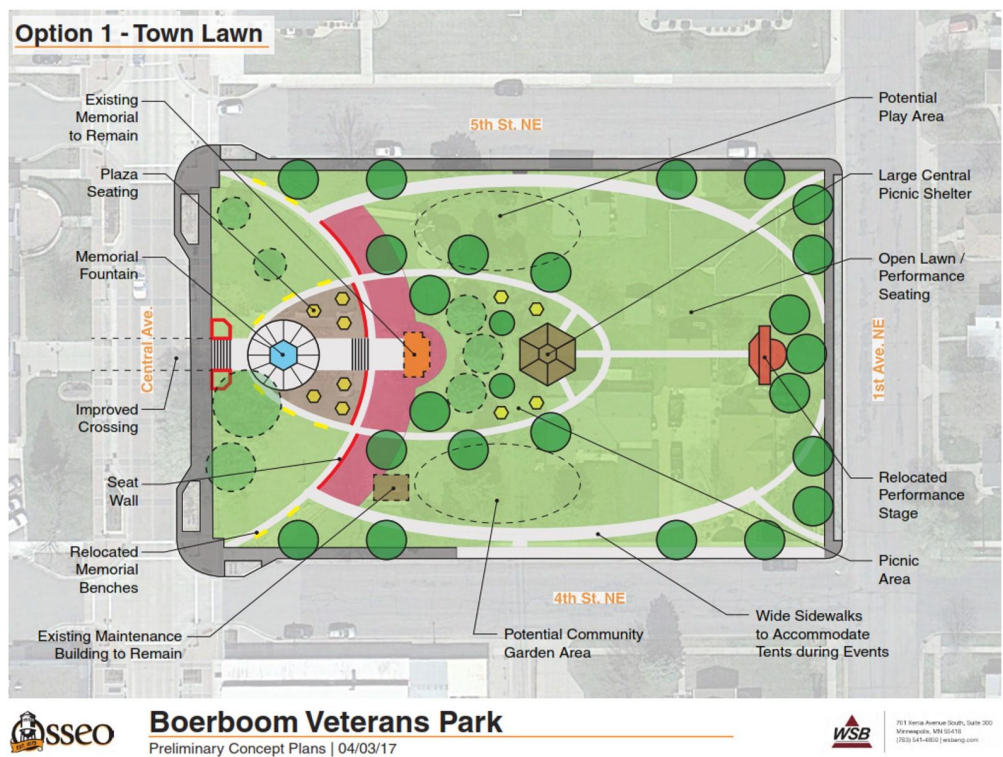 Option 1 - Town Lawn
Existing
Memorial
to Remain
Plaza
Seating
Memorial
Fountain
Central Ave.
Improved
Crossing
Seat
Wall
Relocated
Memorial
Benches
Existing Maintenance
Building to Remain
5th St. NE
4th St. NE
Potential Community
Garden Area
Potential
Play Area
Large Central
Picnic Shelter
Open Lawn /
Performance
Seating
1st Ave. NE
Relocated
Performance
Stage
Picnic
Area
Wide Sidewalks
to Accommodate
Tents during Events
OSSEO
EST. 1875
Boerboom Veterans Park
Preliminary Concept Plans | 04/03/17
WSB
701 Xenia Avenue South, Suite 300
Minneapolis, MN 55416
(763) 541-4800 | wsbeng.com